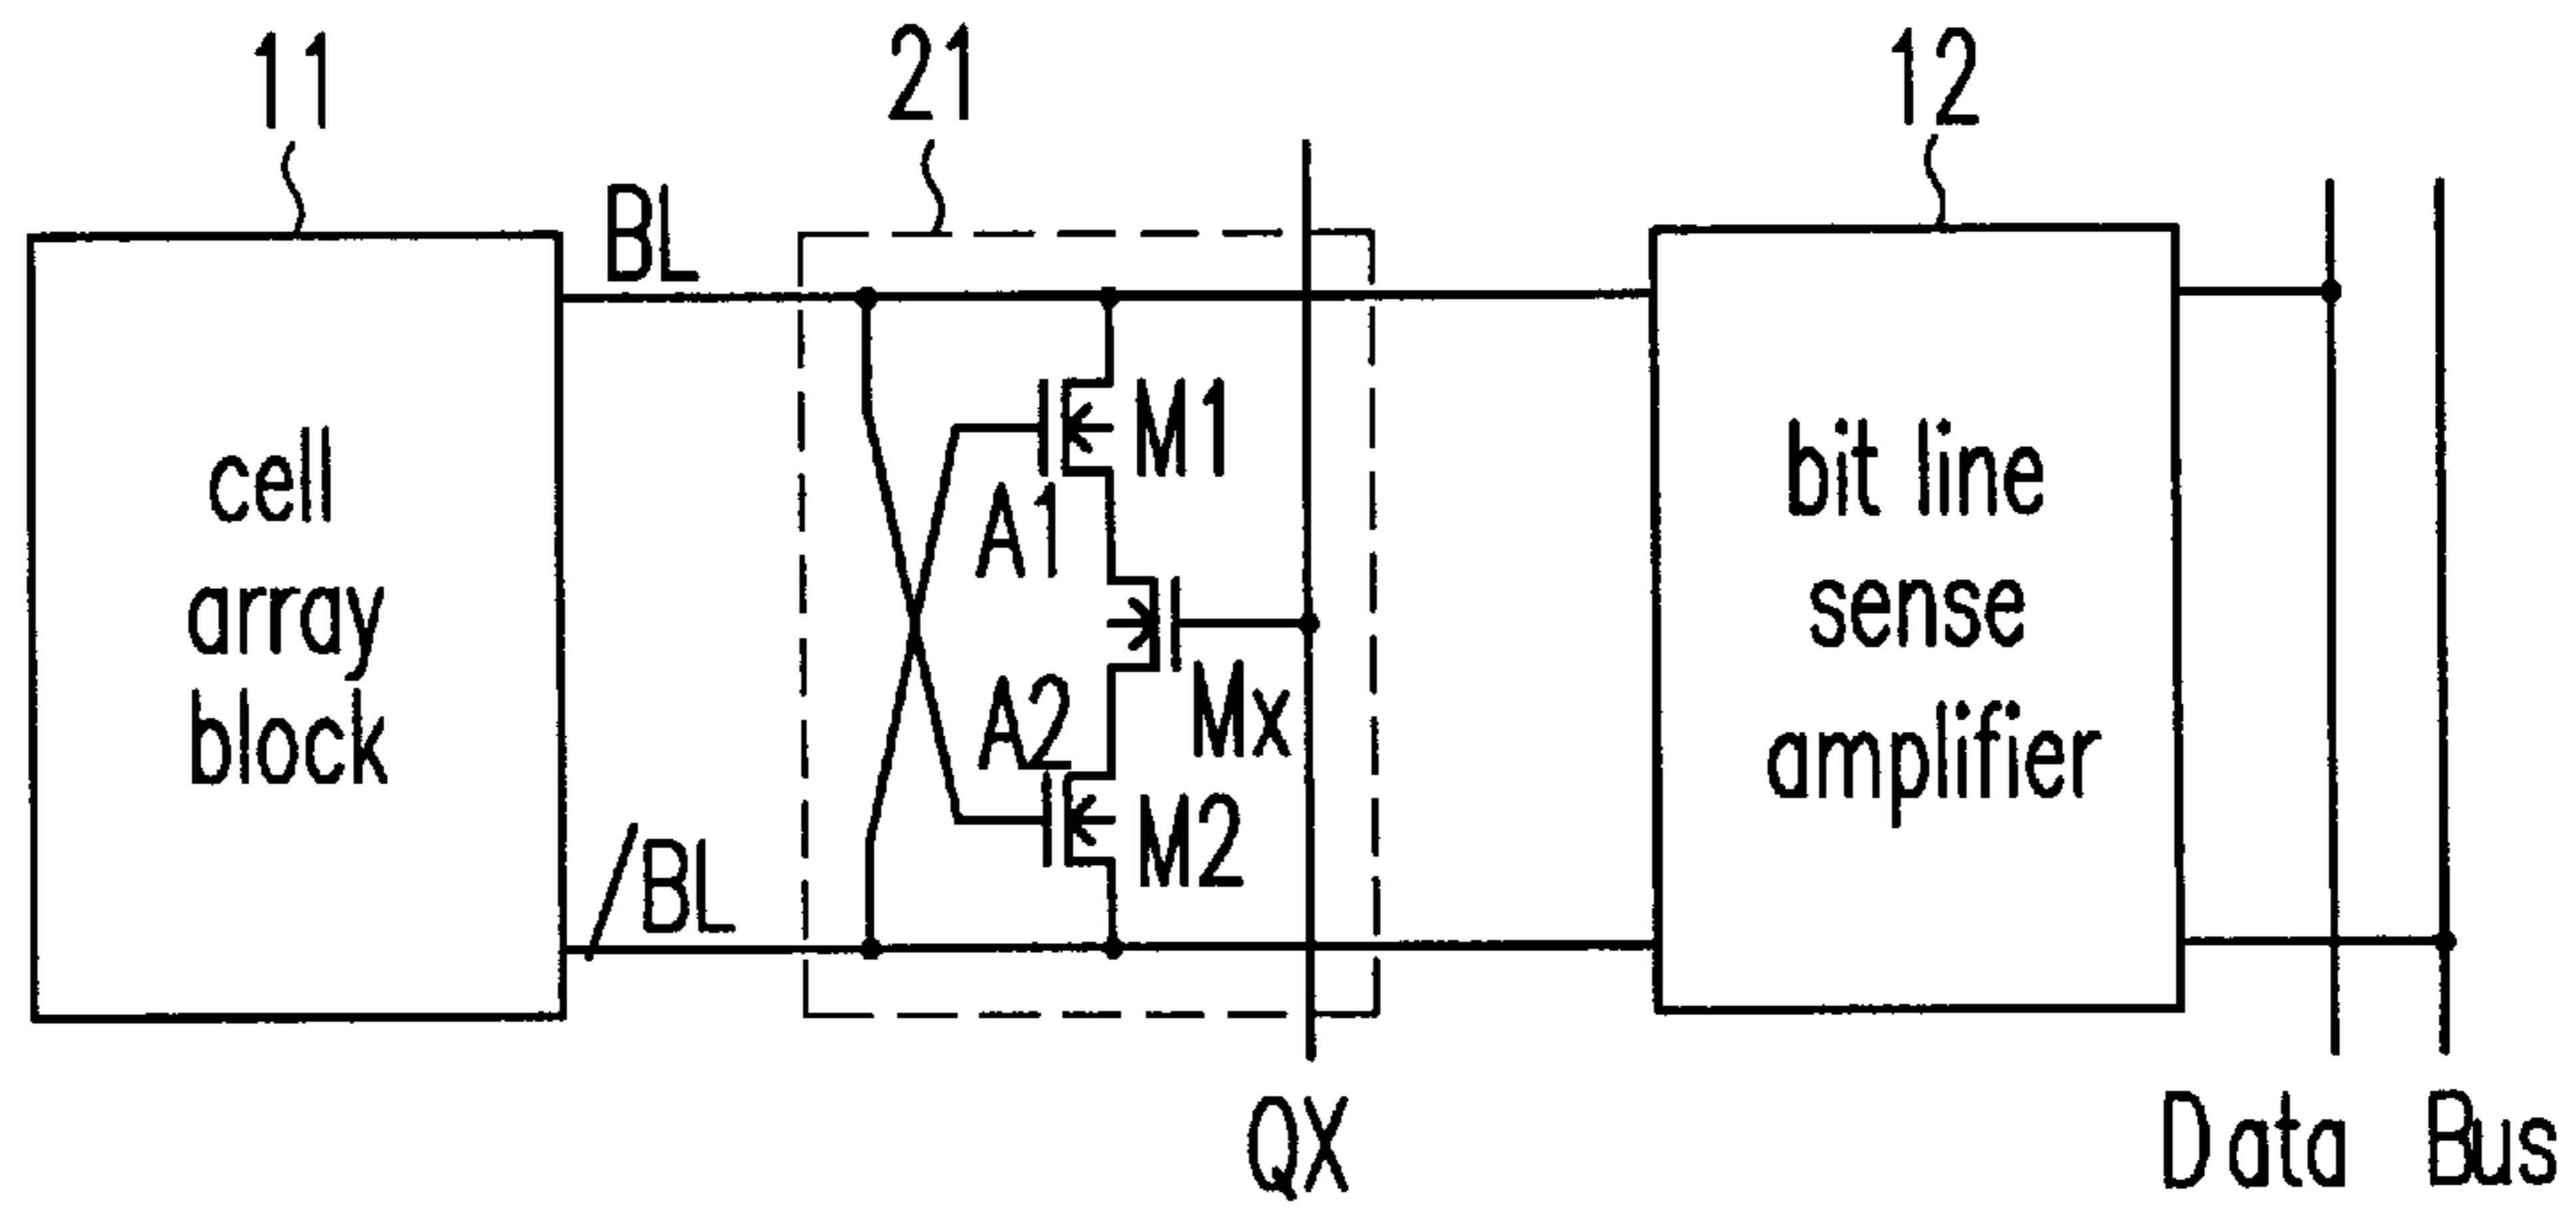 11
21
12
BL
cell
array
block
M1
A1
A2
Mx
M2
bit line
sense
amplifier
/BL
QX
Data Bus